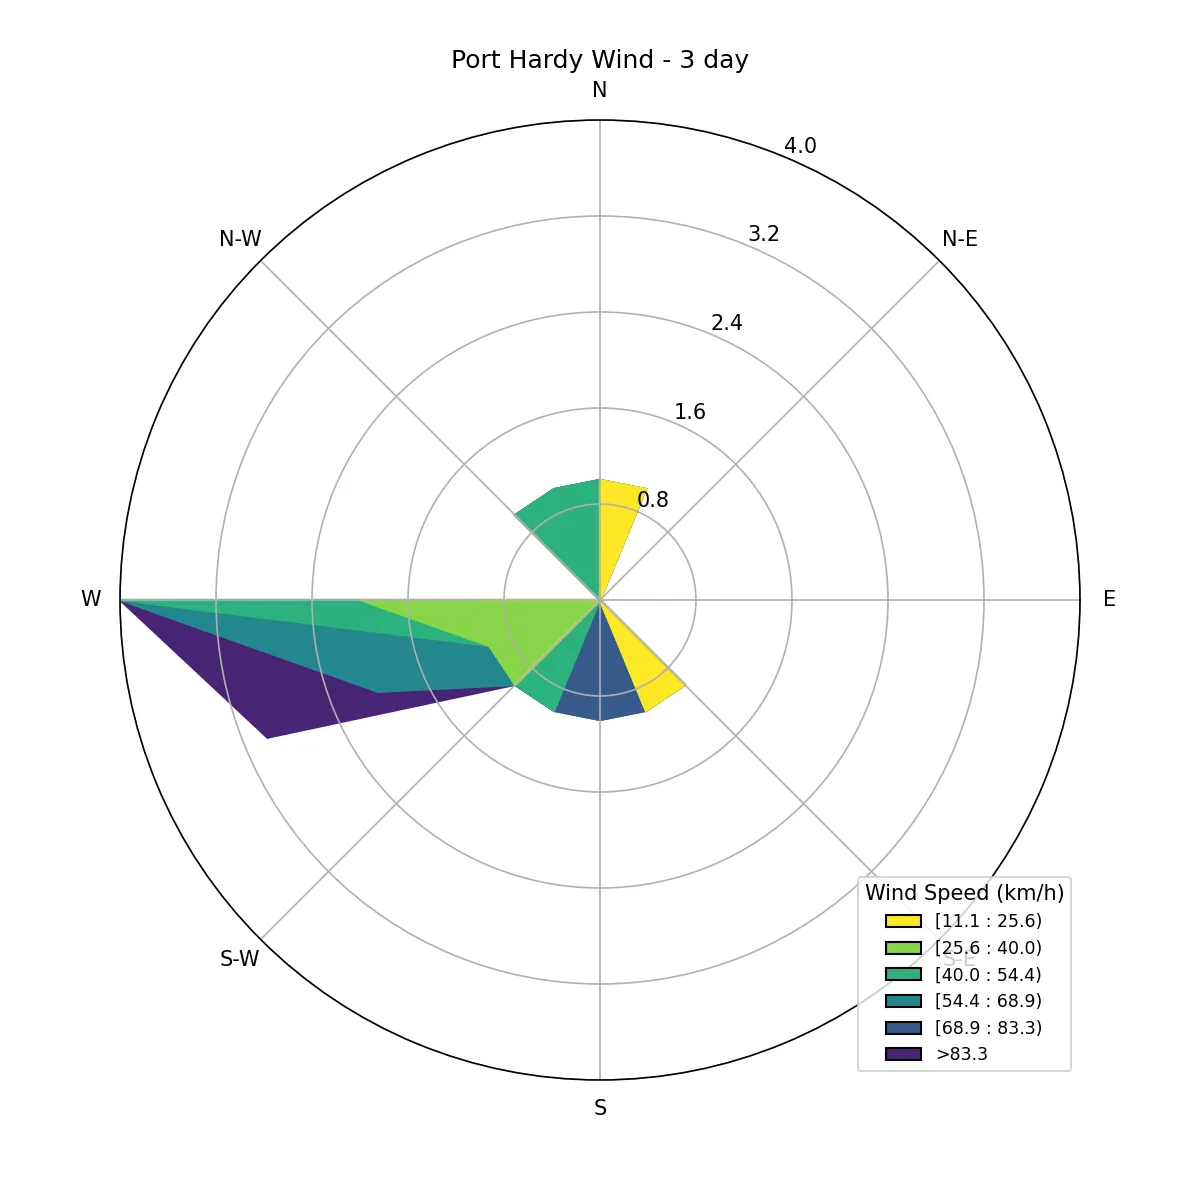 Port Hardy Wind - 3 day
N
4.0
N-W
3.2
N-E
2.4
1.6
0.8
W
E
Wind Speed (km/h)
[11.1 : 25.6)
[25.6 : 40.0)
S-W
S-E
[40.0 : 54.4)
[54.4 : 68.9)
[68.9 : 83.3)
>83.3
S